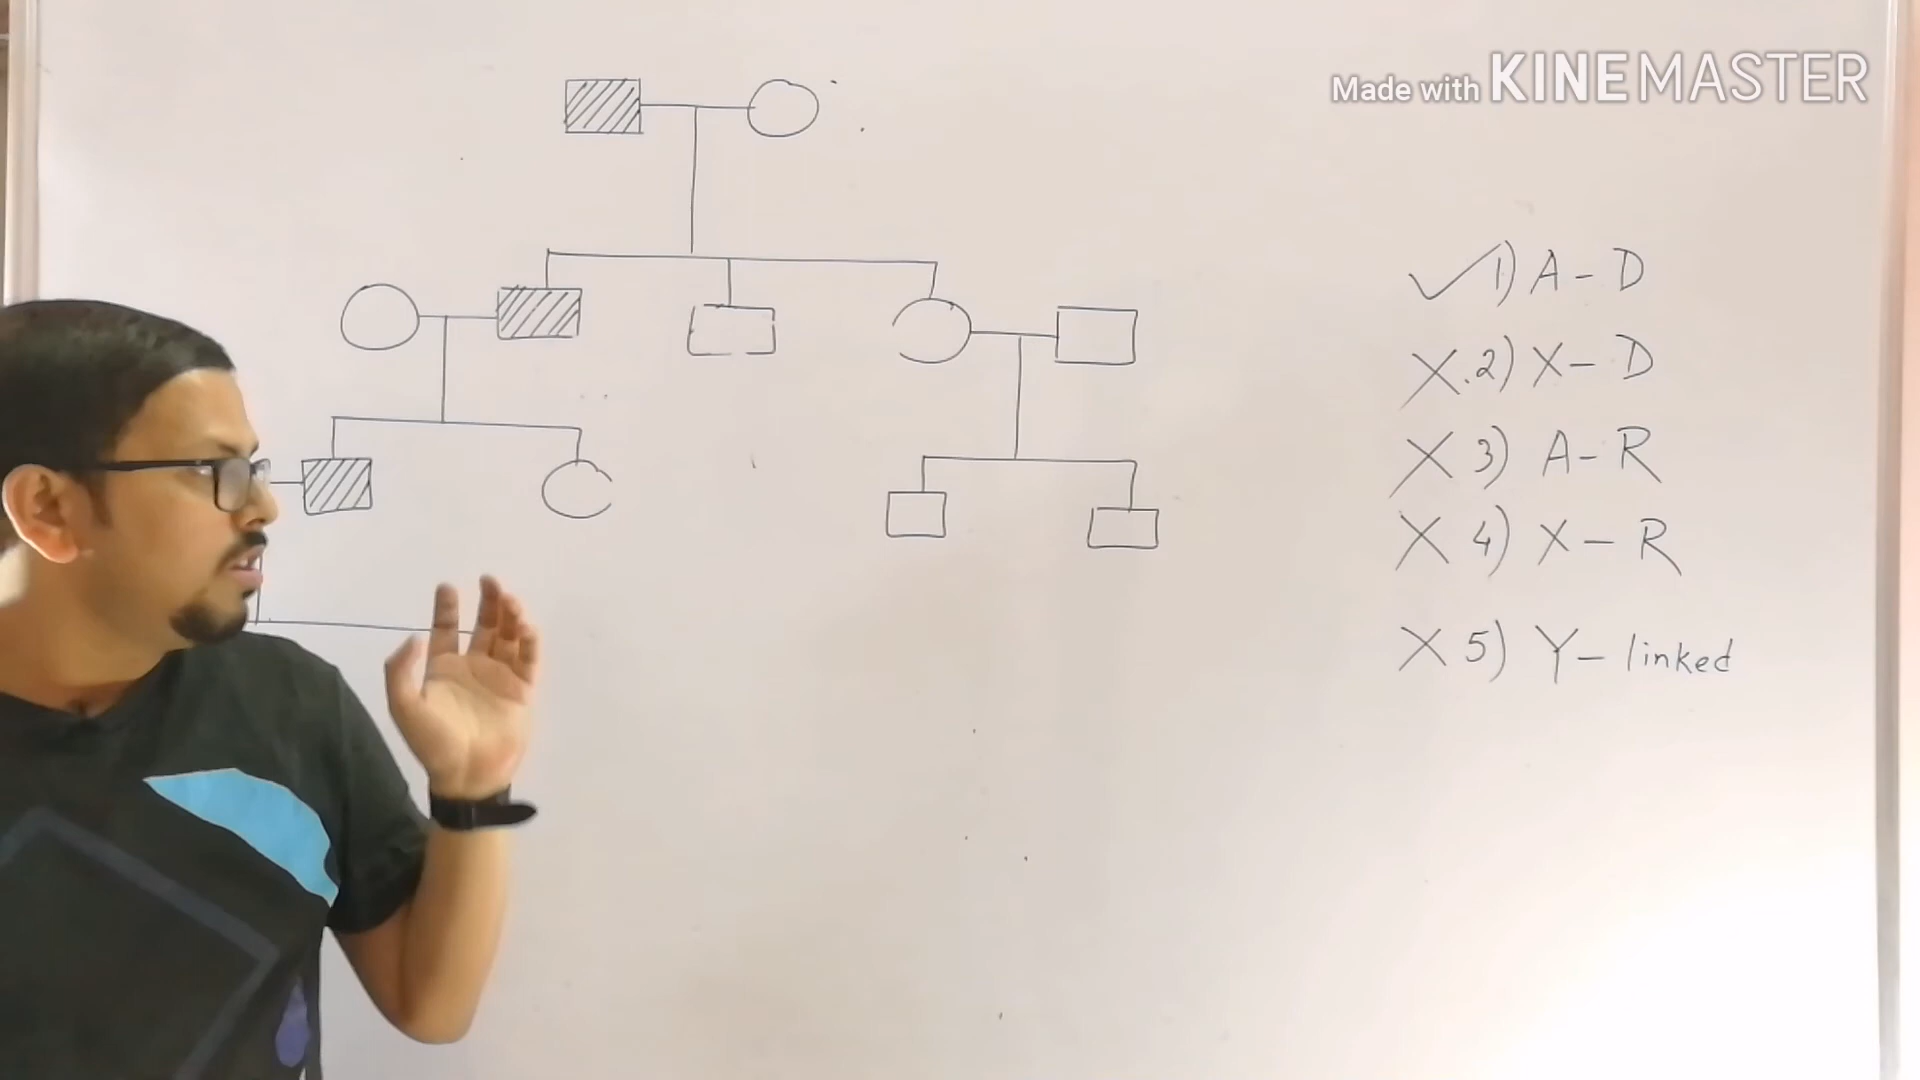 Made with KINEMASTER
✓ 1) A - D
X. 2) X - D
X 3) A - R
X 4) X - R
X 5) Y - linked